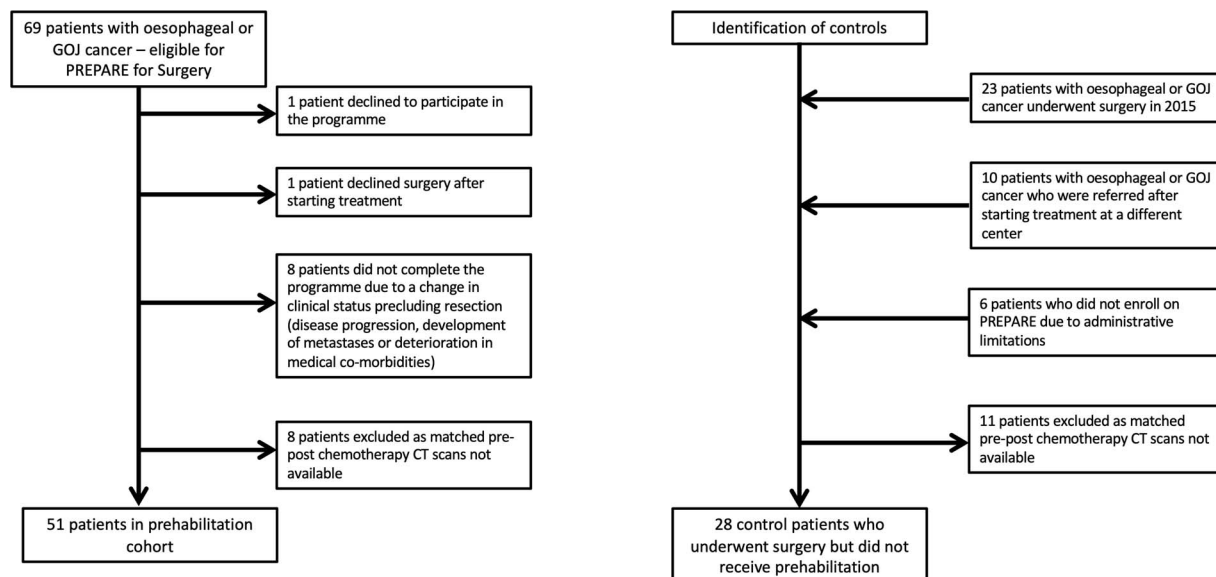 69 patients with oesophageal or
GOJ cancer – eligible for
PREPARE for Surgery
1 patient declined to participate in
the programme
1 patient declined surgery after
starting treatment
8 patients did not complete the
programme due to a change in
clinical status precluding resection
(disease progression, development
of metastases or deterioration in
medical co-morbidities)
8 patients excluded as matched pre-
post chemotherapy CT scans not
available
51 patients in prehabilitation
cohort
Identification of controls
23 patients with oesophageal or GOJ
cancer underwent surgery in 2015
10 patients with oesophageal or GOJ
cancer who were referred after
starting treatment at a different
center
6 patients who did not enroll on
PREPARE due to administrative
limitations
11 patients excluded as matched
pre-post chemotherapy CT scans not
available
28 control patients who
underwent surgery but did not
receive prehabilitation